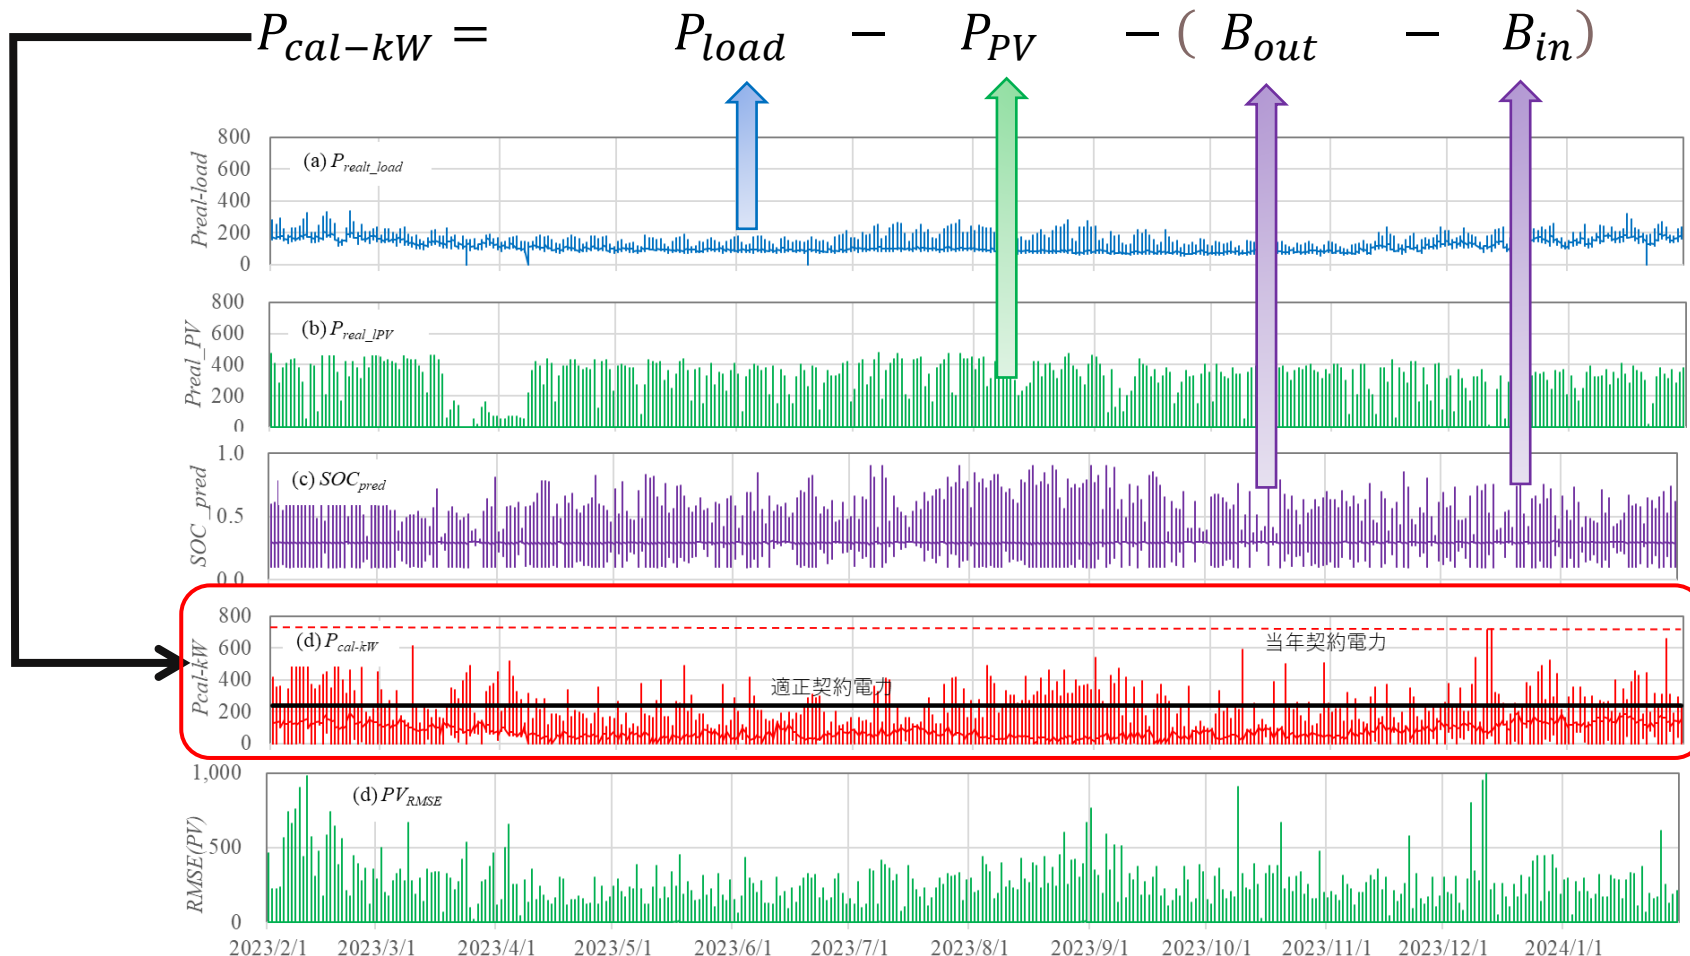 P_cal−kW = P_load − P_PV − ( B_out − B_in )
800
600
400
200
0
Preal-load
(a) P_realt_load
800
600
400
200
0
Preal_PV
(b) P_real_lPV
1.0
0.5
0.0
SOC _pred
(c) SOC_pred
800
600
400
200
0
Pcal-kW
(d) P_cal-kW
当年契約電力
適正契約電力
1,000
500
0
RMSE(PV)
(d) PV_RMSE
2023/2/1 2023/3/1 2023/4/1 2023/5/1 2023/6/1 2023/7/1 2023/8/1 2023/9/1 2023/10/1 2023/11/1 2023/12/1 2024/1/1